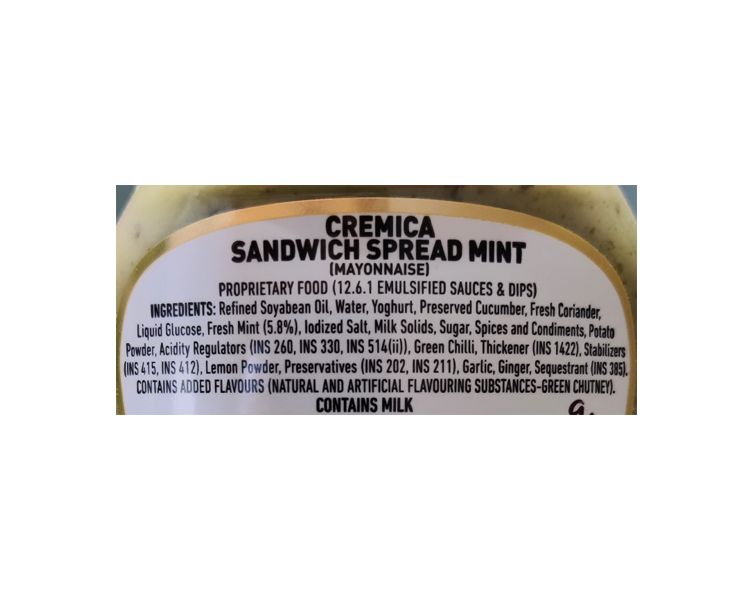 CREMICA
SANDWICH SPREAD MINT
(MAYONNAISE)
PROPRIETARY FOOD (12.6.1 EMULSIFIED SAUCES & DIPS)
INGREDIENTS: Refined Soyabean Oil, Water, Yoghurt, Preserved Cucumber, Fresh Coriander,
Liquid Glucose, Fresh Mint (5.8%), Iodized Salt, Milk Solids, Sugar, Spices and Condiments, Potato
Powder, Acidity Regulators (INS 260, INS 330, INS 514(ii)), Green Chilli, Thickener (INS 1422), Stabilizers
(INS 415, INS 412), Lemon Powder, Preservatives (INS 202, INS 211), Garlic, Ginger, Sequestrant (INS 385).
CONTAINS ADDED FLAVOURS (NATURAL AND ARTIFICIAL FLAVOURING SUBSTANCES-GREEN CHUTNEY).
CONTAINS MILK